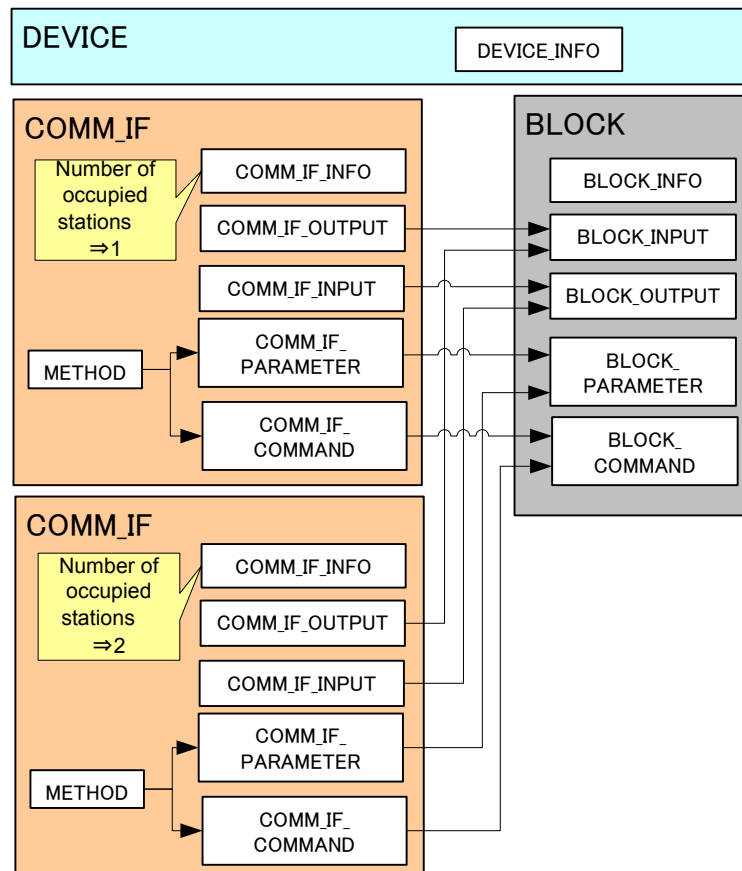 DEVICE
DEVICE_INFO
COMM_IF
Number of
occupied
stations
⇒1
COMM_IF_INFO
COMM_IF_OUTPUT
COMM_IF_INPUT
METHOD
COMM_IF_
PARAMETER
COMM_IF_
COMMAND
BLOCK
BLOCK_INFO
BLOCK_INPUT
BLOCK_OUTPUT
BLOCK_
PARAMETER
BLOCK_
COMMAND
COMM_IF
Number of
occupied
stations
⇒2
COMM_IF_INFO
COMM_IF_OUTPUT
COMM_IF_INPUT
METHOD
COMM_IF_
PARAMETER
COMM_IF_
COMMAND